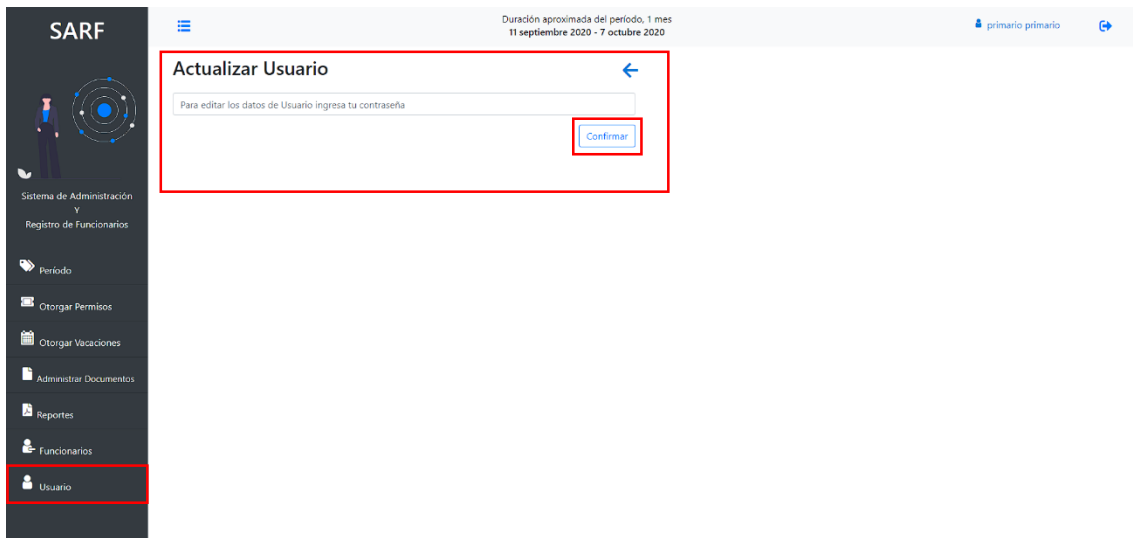 SARF
Sistema de Administración
Y
Registro de Funcionarios
Período
Otorgar Permisos
Otorgar Vacaciones
Administrar Documentos
Reportes
Funcionarios
Usuario
Duración aproximada del período, 1 mes
11 septiembre 2020 - 7 octubre 2020
primario primario
Actualizar Usuario
Para editar los datos de Usuario ingresa tu contraseña
Confirmar